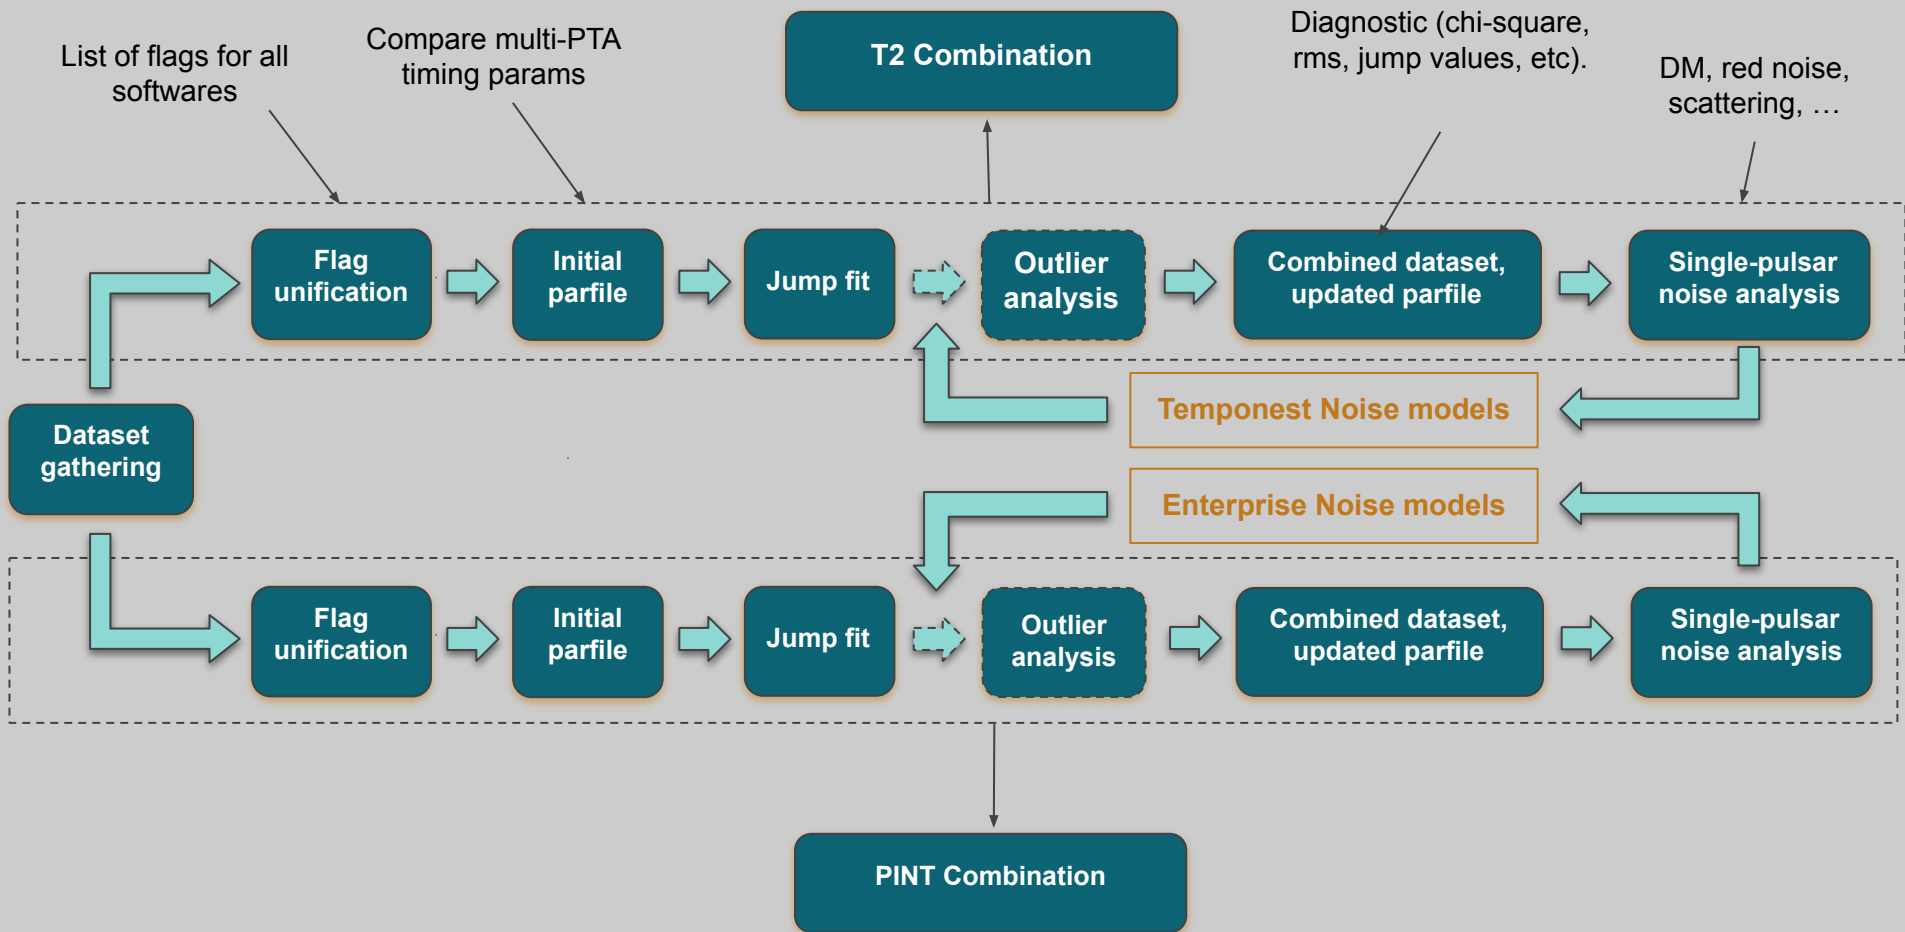 List of flags for all
softwares
Compare multi-PTA
timing params
T2 Combination
Diagnostic (chi-square,
rms, jump values, etc).
DM, red noise,
scattering, …
Flag
unification
Initial
parfile
Jump fit
Outlier
analysis
Combined dataset,
updated parfile
Single-pulsar
noise analysis
Dataset
gathering
Temponest Noise models
Enterprise Noise models
Flag
unification
Initial
parfile
Jump fit
Outlier
analysis
Combined dataset,
updated parfile
Single-pulsar
noise analysis
PINT Combination